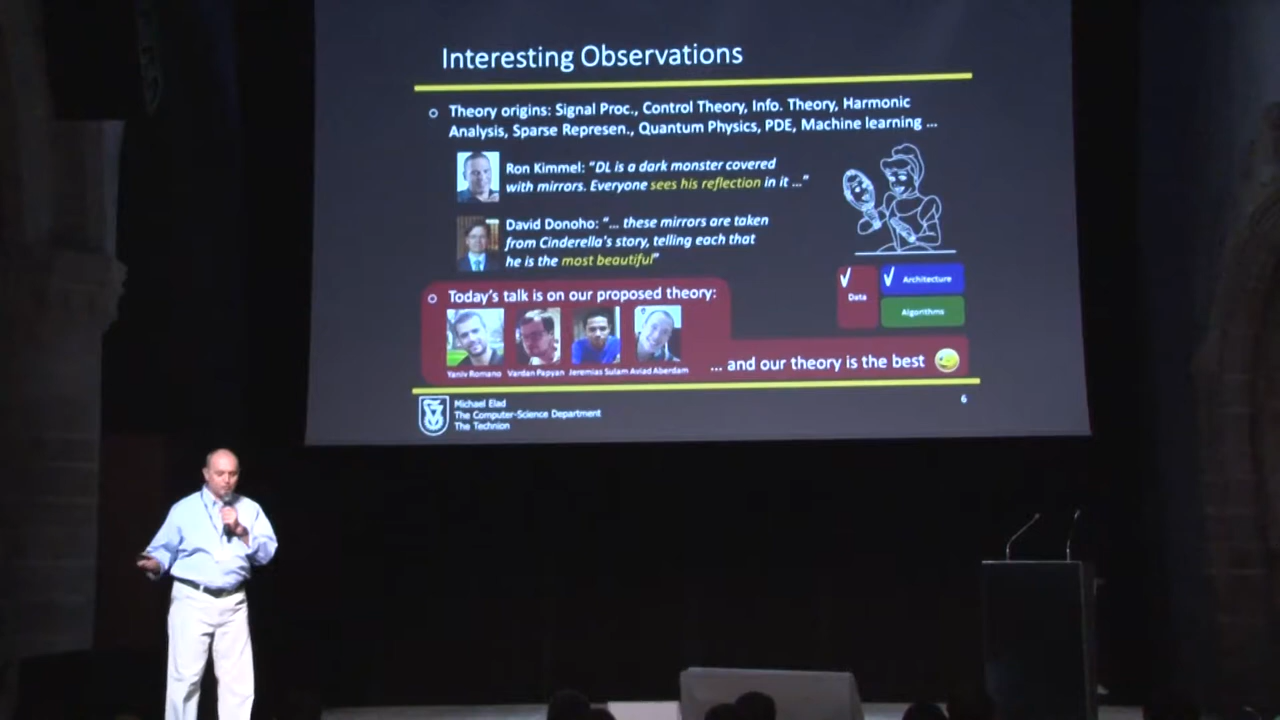 Interesting Observations
Theory origins: Signal Proc., Control Theory, Info. Theory, Harmonic
Analysis, Sparse Represen., Quantum Physics, PDE, Machine learning ...
Ron Kimmel: “DL is a dark monster covered
with mirrors. Everyone sees his reflection in it ...”
David Donoho: “... these mirrors are taken
from Cinderella's story, telling each that
he is the most beautiful”
Data
Architecture
Algorithms
Today's talk is on our proposed theory:
Yaniv Romano Vardan Papyan Jeremias Sulam Aviad Aberdam
... and our theory is the best
Michael Elad
The Computer-Science Department
The Technion
6